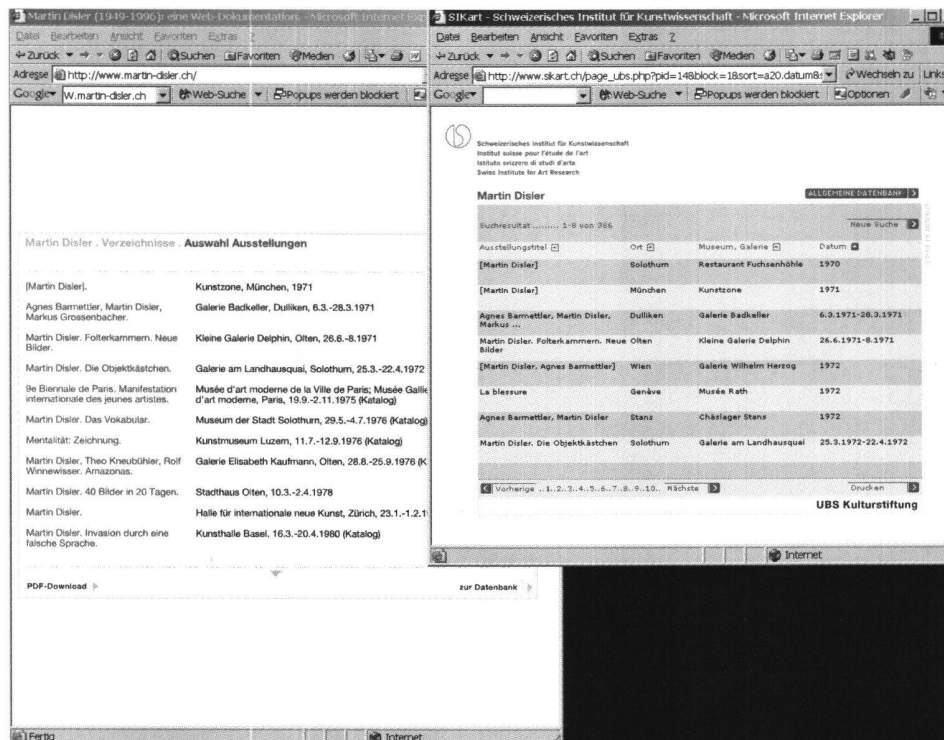 Martin Disler (1949-1996): eine Web-Dokumentation. - Microsoft Internet
Datei Bearbeiten Ansicht Favoriten Extras ?
Zurück Suchen Favoriten Medien
Adresse http://www.martin-disler.ch/
Google W.martin-disler.ch Web-Suche Popups werden blockiert
Martin Disler . Verzeichnisse . Auswahl Ausstellungen
[Martin Disler]. Kunstzone, München, 1971
Agnes Barmettler, Martin Disler, Galerie Badkeller, Dulliken, 6.3.-28.3.1971
Markus Grossenbacher.
Martin Disler. Folterkammern. Neue Kleine Galerie Delphin, Olten, 26.6.-8.1971
Bilder.
Martin Disler. Die Objektkästchen. Galerie am Landhausquai, Solothurn, 25.3.-22.4.1972
9e Biennale de Paris. Manifestation Musée d'art moderne de la Ville de Paris; Musée Gallie
internationale des jeunes artistes. d'art moderne, Paris, 19.9.-2.11.1975 (Katalog)
Martin Disler. Das Vokabular. Museum der Stadt Solothurn, 29.5.-4.7.1976 (Katalog)
Mentalität: Zeichnung. Kunstmuseum Luzern, 11.7.-12.9.1976 (Katalog)
Martin Disler, Theo Kneubühler, Rolf Galerie Elisabeth Kaufmann, Olten, 28.8.-25.9.1976 (K
Winnewisser. Amazonas.
Martin Disler. 40 Bilder in 20 Tagen. Stadthaus Olten, 10.3.-2.4.1978
Martin Disler. Halle für internationale neue Kunst, Zürich, 23.1.-1.2.1
Martin Disler. Invasion durch eine Kunsthalle Basel, 16.3.-20.4.1980 (Katalog)
falsche Sprache.
PDF-Download zur Datenbank
Fertig Internet
SIKart - Schweizerisches Institut für Kunstwissenschaft - Microsoft Internet Explorer
Datei Bearbeiten Ansicht Favoriten Extras ?
Zurück Suchen Favoriten Medien
Adresse http://www.sikart.ch/page_ubs.php?pid=14&block=1&sort=a20.datum& Wechseln zu Links
Google Web-Suche Popups werden blockiert Optionen
Schweizerisches Institut für Kunstwissenschaft
Institut suisse pour l'étude de l'art
Istituto svizzero di studi d'arte
Swiss Institute for Art Research
Martin Disler ALLGEMEINE DATENBANK
Suchresultat ......... 1-8 von 386 Neue Suche
Ausstellungstitel Ort Museum, Galerie Datum
[Martin Disler] Solothurn Restaurant Fuchsenhöhle 1970
[Martin Disler] München Kunstzone 1971
Agnes Barmettler, Martin Disler, Dulliken Galerie Badkeller 6.3.1971-28.3.1971
Markus ...
Martin Disler. Folterkammern. Neue Olten Kleine Galerie Delphin 26.6.1971-8.1971
Bilder
[Martin Disler, Agnes Barmettler] Wien Galerie Wilhelm Herzog 1972
La blessure Genève Musée Rath 1972
Agnes Barmettler, Martin Disler Stans Chäslager Stans 1972
Martin Disler. Die Objektkästchen Solothurn Galerie am Landhausquai 25.3.1972-22.4.1972
Vorherige ..1..2..3..4..5..6..7..8..9..10.. Nächste Drucken
UBS Kulturstiftung
Internet